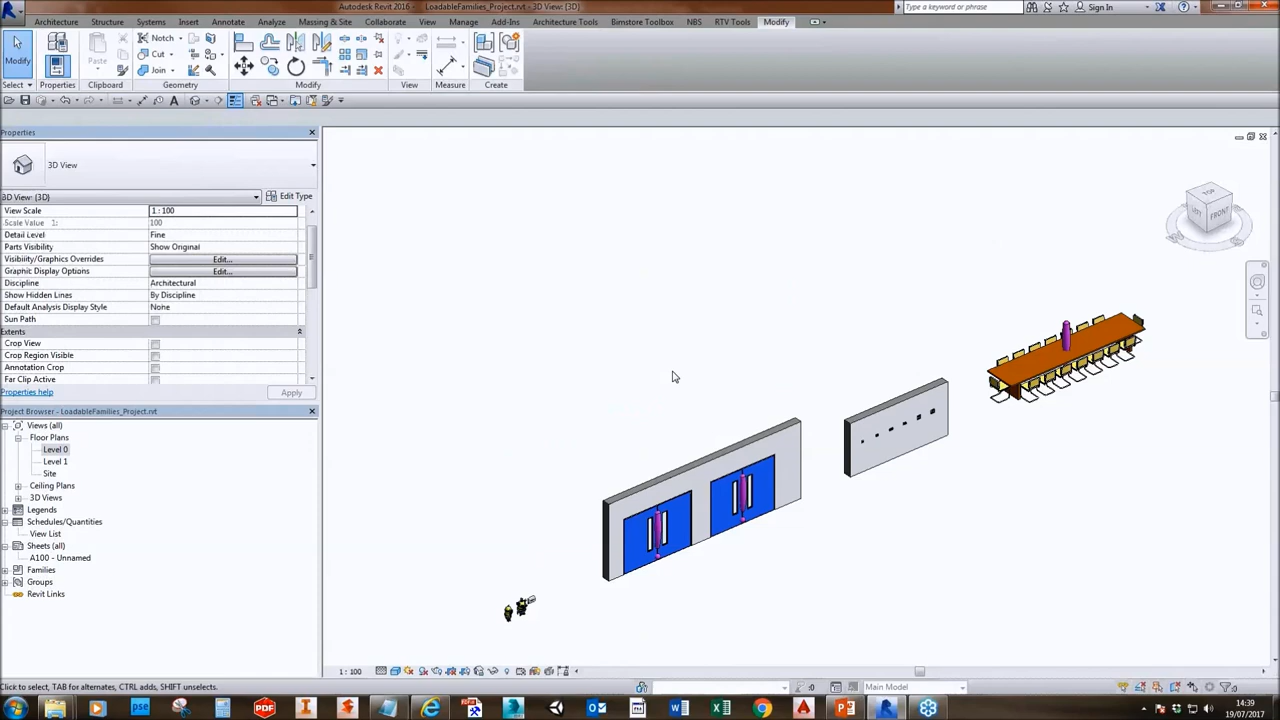 Autodesk Revit 2016 - LoadableFamilies_Project.rvt - 3D View: {3D}
Type a keyword or phrase
Sign In
Architecture Structure Systems Insert Annotate Analyze Massing & Site Collaborate View Manage Add-Ins Architecture Tools Bimstore Toolbox NBS RTV Tools Modify
Modify
Paste
Notch
Cut
Join
Select Properties Clipboard Geometry Modify View Measure Create
Properties
3D View
3D View: {3D}
Edit Type
View Scale 1 : 100
Scale Value 1: 100
Detail Level Fine
Parts Visibility Show Original
Visibility/Graphics Overrides Edit...
Graphic Display Options Edit...
Discipline Architectural
Show Hidden Lines By Discipline
Default Analysis Display Style None
Sun Path
Extents
Crop View
Crop Region Visible
Annotation Crop
Far Clip Active
Properties help
Apply
Project Browser - LoadableFamilies_Project.rvt
Views (all)
Floor Plans
Level 0
Level 1
Site
Ceiling Plans
3D Views
Legends
Schedules/Quantities
View List
Sheets (all)
A100 - Unnamed
Families
Groups
Revit Links
TOP
LEFT
FRONT
1 : 100
Click to select, TAB for alternates, CTRL adds, SHIFT unselects.
:0
Main Model
:0
14:39
19/07/2017